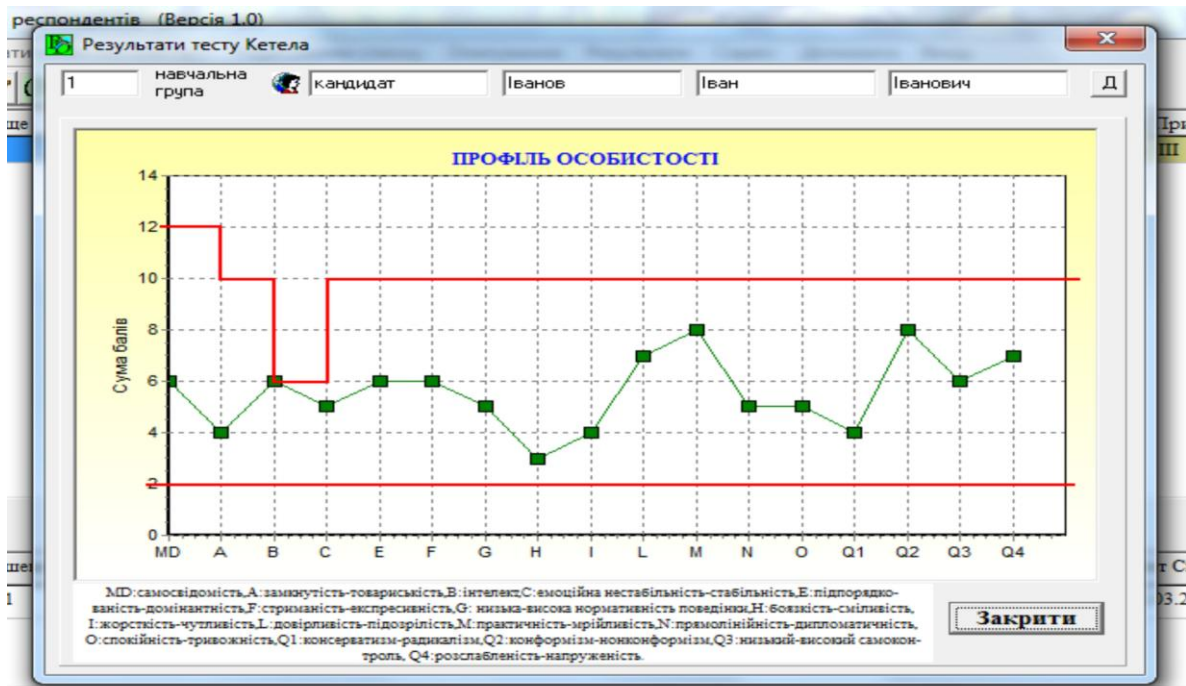 респондентів (Версія 1.0)
Результати тесту Кетела
1
навчальна
група
кандидат
Іванов
Іван
Іванович
Д
ПРОФІЛЬ ОСОБИСТОСТІ
Сума балів
14
12
10
8
6
4
2
0
MD A B C E F G H I L M N O Q1 Q2 Q3 Q4
MD:самосвідомість,A:замкнутість-товариськість,B:інтелект,C:емоційна нестабільність-стабільність,E:підпорядко-
ваність-домінантність,F:стриманість-експресивність,G: низька-висока нормативність поведінки,H:боязкість-сміливість,
I:жорсткість-чутливість,L:довірливість-підозрілість,M:практичність-мрійливість,N:прямолінійність-дипломатичність,
O:спокійність-тривожність,Q1:консерватизм-радикалізм,Q2:конформізм-нонконформізм,Q3:низький-високий самокон-
троль, Q4:розслабленість-напруженість.
Закрити